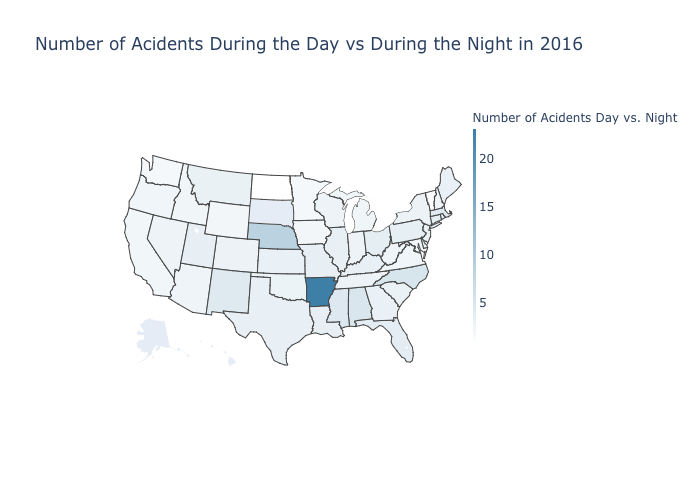 Number of Acidents During the Day vs During the Night in 2016
Number of Acidents Day vs. Night
20
15
10
5